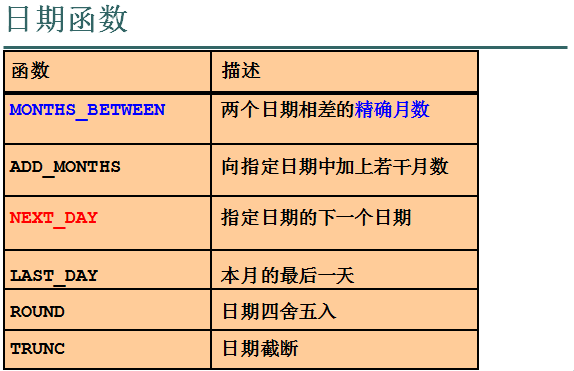 日期函数
函数 描述
MONTHS_BETWEEN 两个日期相差的精确月数
ADD_MONTHS 向指定日期中加上若干月数
NEXT_DAY 指定日期的下一个日期
LAST_DAY 本月的最后一天
ROUND 日期四舍五入
TRUNC 日期截断